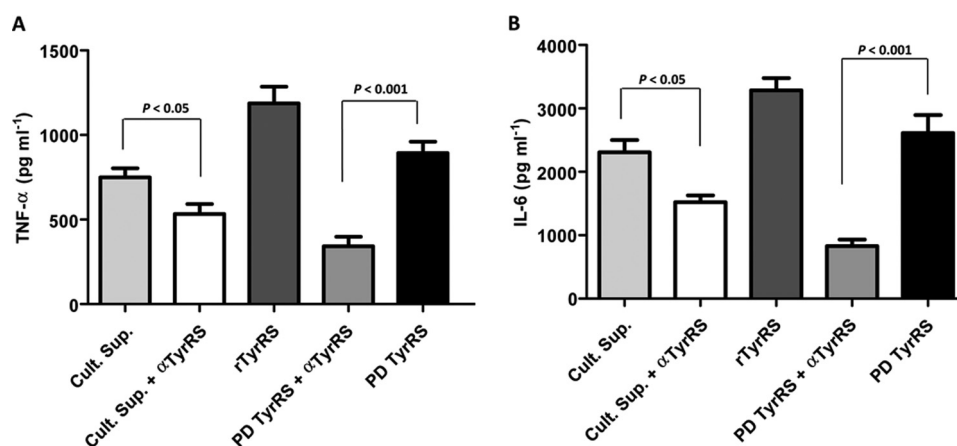 A
TNF-α (pg ml⁻¹)
1500
1000
500
0
P < 0.05
P < 0.001
Cult. Sup.
Cult. Sup. + αTyrRS
rTyrRS
PD TyrRS + αTyrRS
PD TyrRS
B
IL-6 (pg ml⁻¹)
4000
3000
2000
1000
0
P < 0.05
P < 0.001
Cult. Sup.
Cult. Sup. + αTyrRS
rTyrRS
PD TyrRS + αTyrRS
PD TyrRS